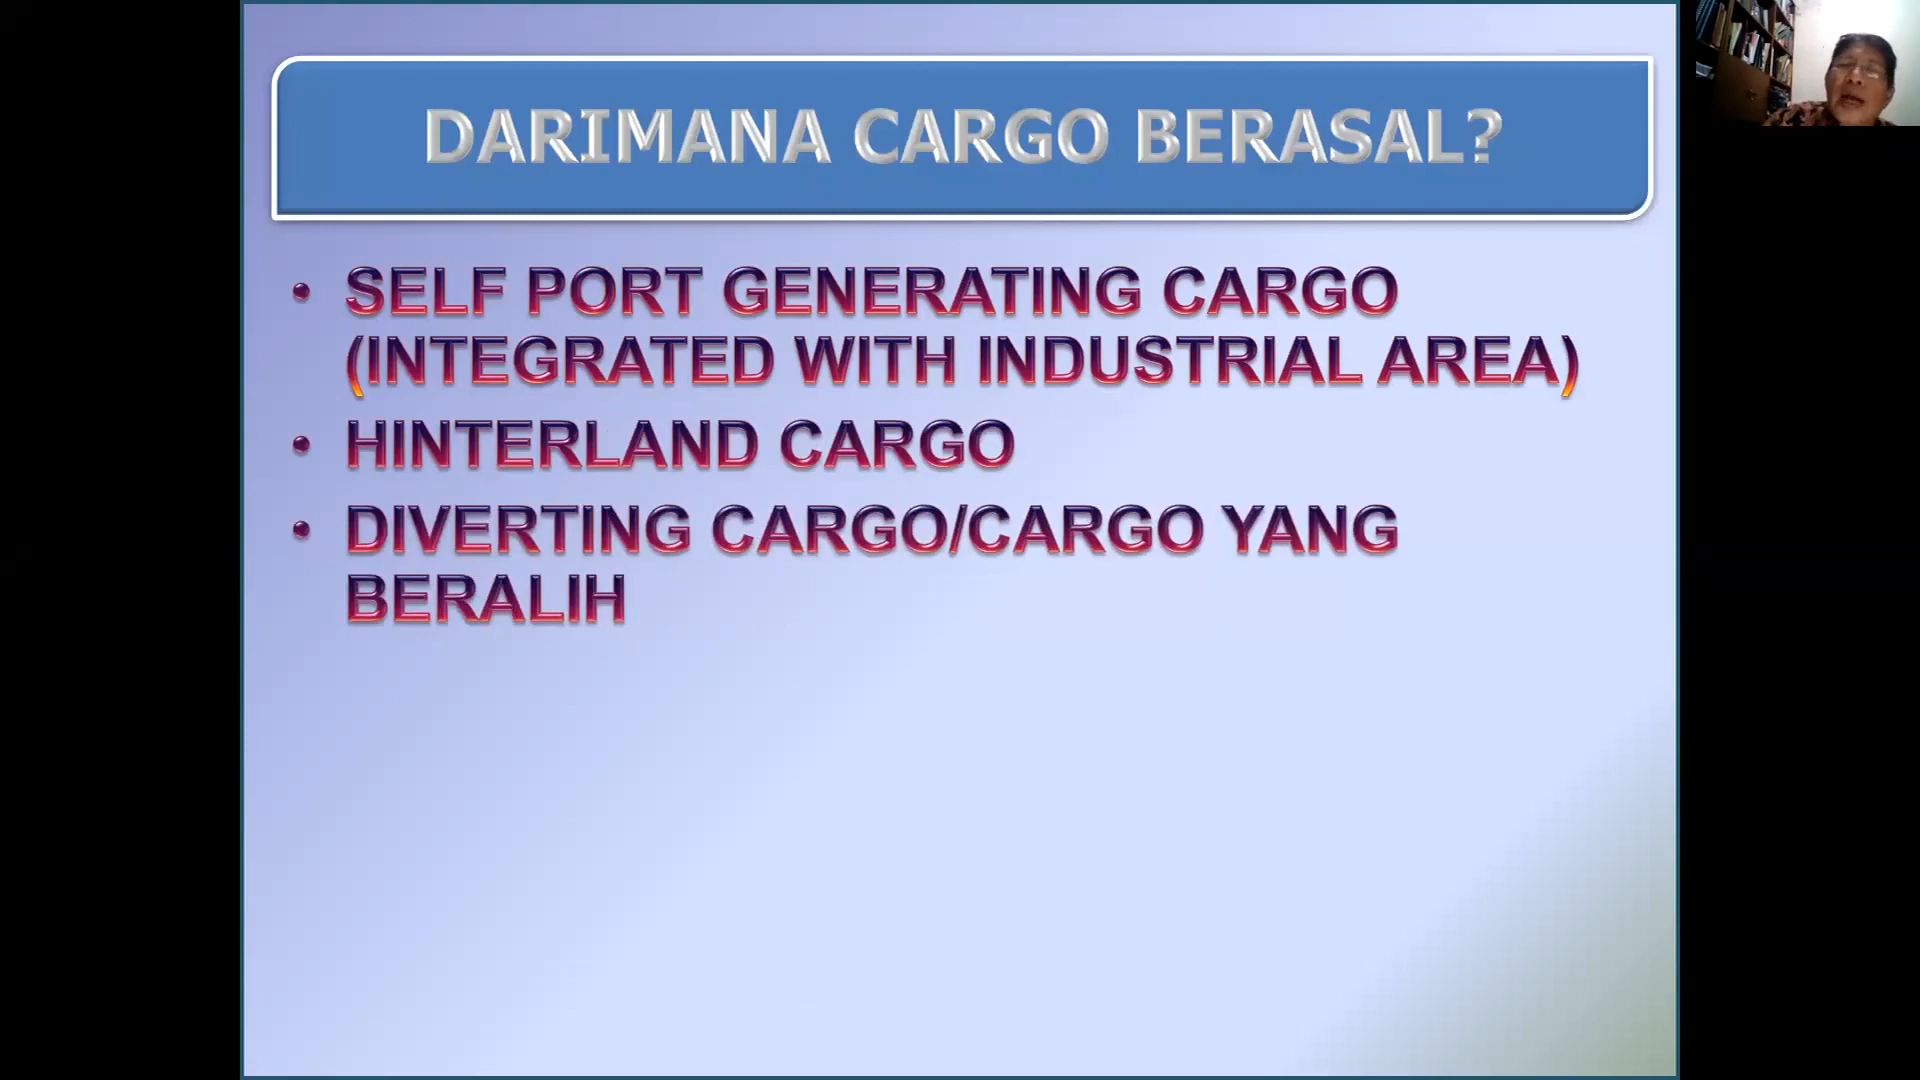 DARIMANA CARGO BERASAL?
• SELF PORT GENERATING CARGO
(INTEGRATED WITH INDUSTRIAL AREA)
• HINTERLAND CARGO
• DIVERTING CARGO/CARGO YANG
BERALIH